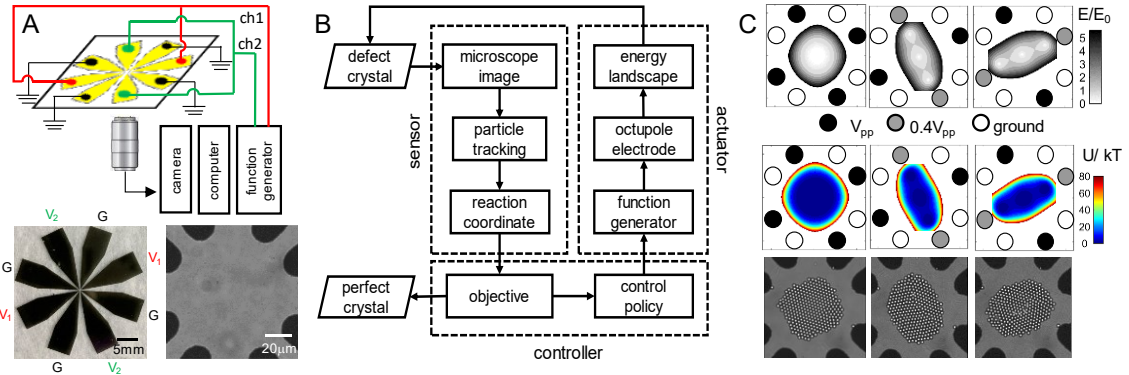 A
ch1
ch2
camera
computer
function
generator
V₂
G
G
V₁
V₁
G
G
V₂
5mm
20μm
B
defect
crystal
microscope
image
energy
landscape
particle
tracking
octupole
electrode
sensor
actuator
reaction
coordinate
function
generator
perfect
crystal
objective
control
policy
controller
C
E/E₀
5
4
3
2
1
0
Vpp
0.4Vpp
ground
U/ kT
80
60
40
20
0